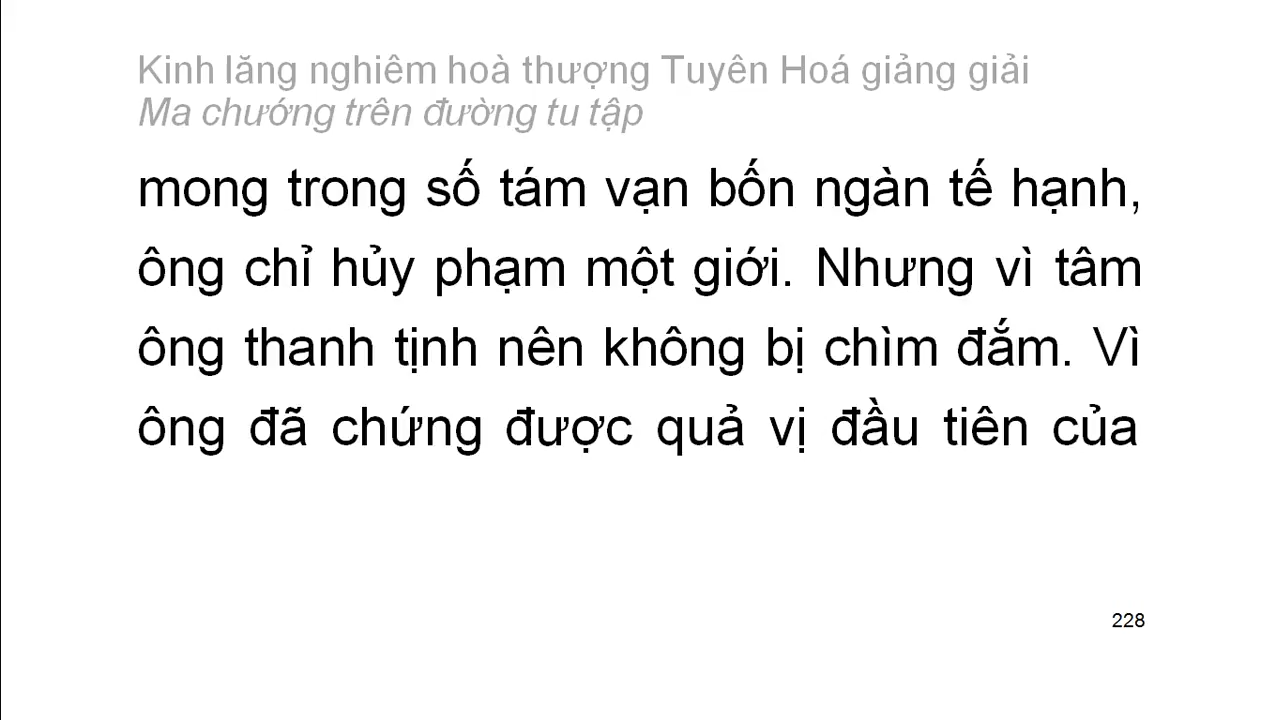 Kinh lăng nghiêm hoà thượng Tuyên Hoá giảng giải
Ma chướng trên đường tu tập
mong trong số tám vạn bốn ngàn tế hạnh,
ông chỉ hủy phạm một giới. Nhưng vì tâm
ông thanh tịnh nên không bị chìm đắm. Vì
ông đã chứng được quả vị đầu tiên của
228